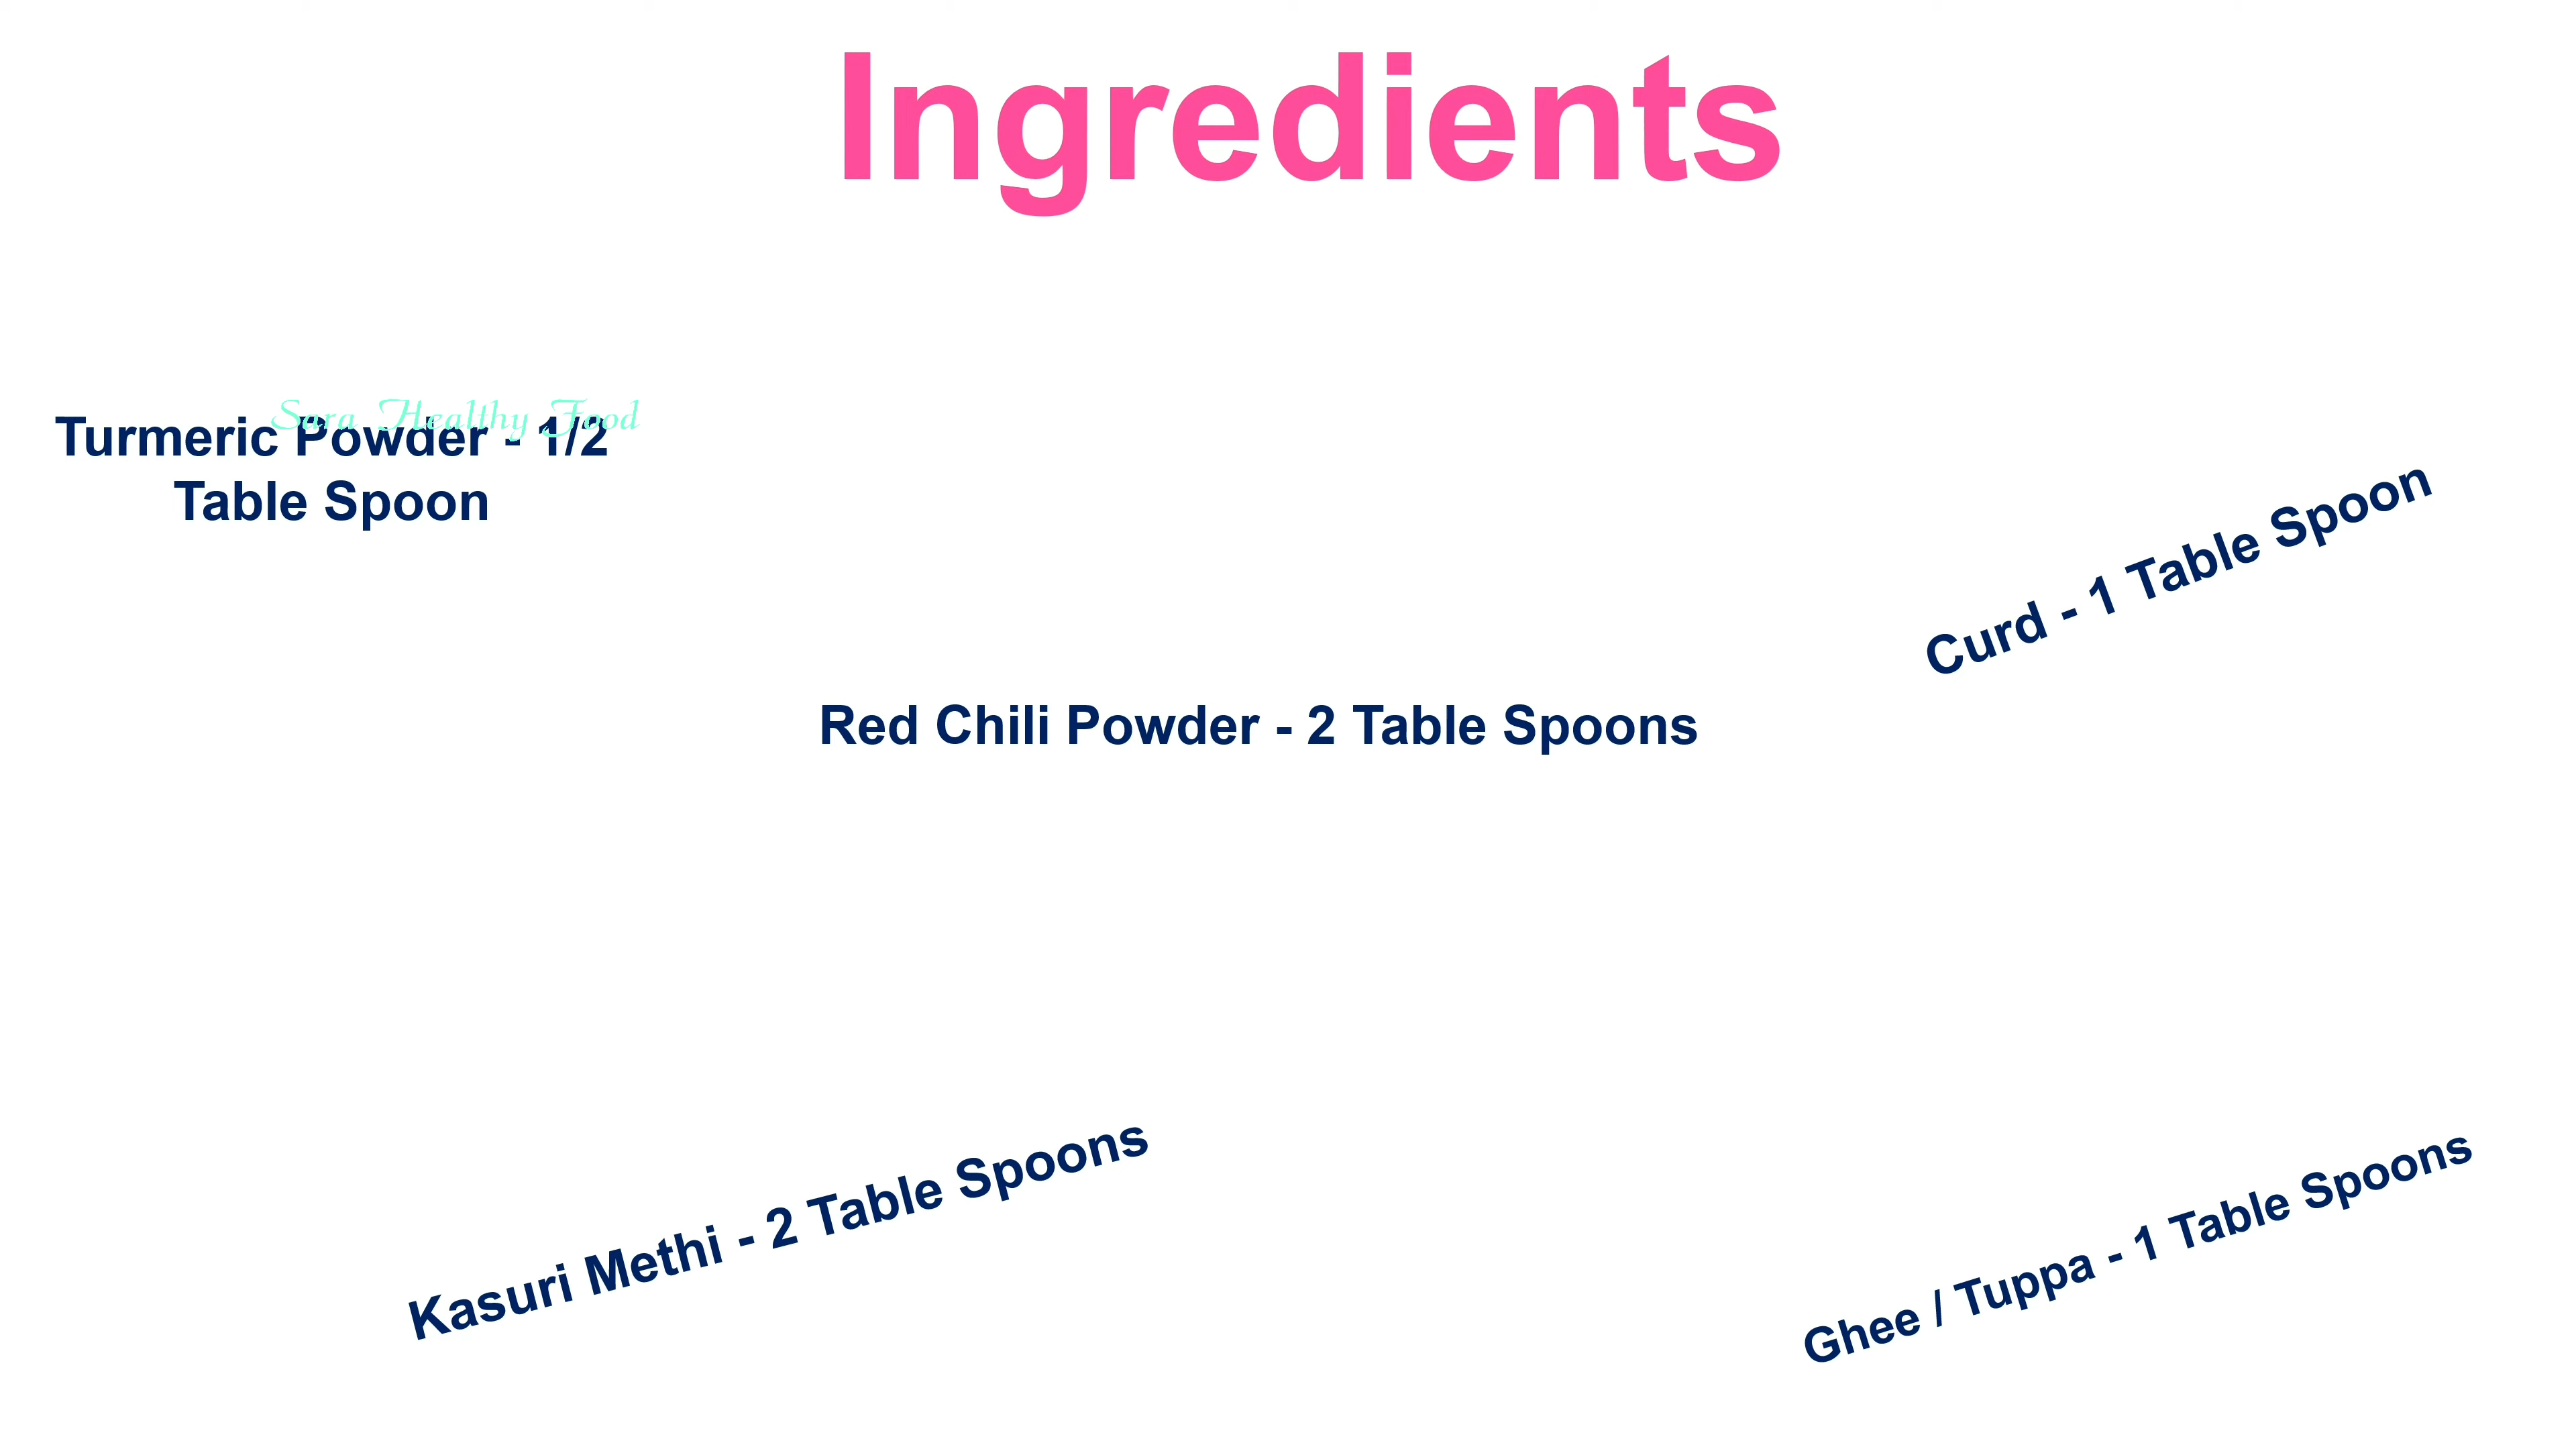 Ingredients
Sara Healthy Food
Turmeric Powder - 1/2
Table Spoon
Curd - 1 Table Spoon
Red Chili Powder - 2 Table Spoons
Kasuri Methi - 2 Table Spoons
Ghee / Tuppa - 1 Table Spoons